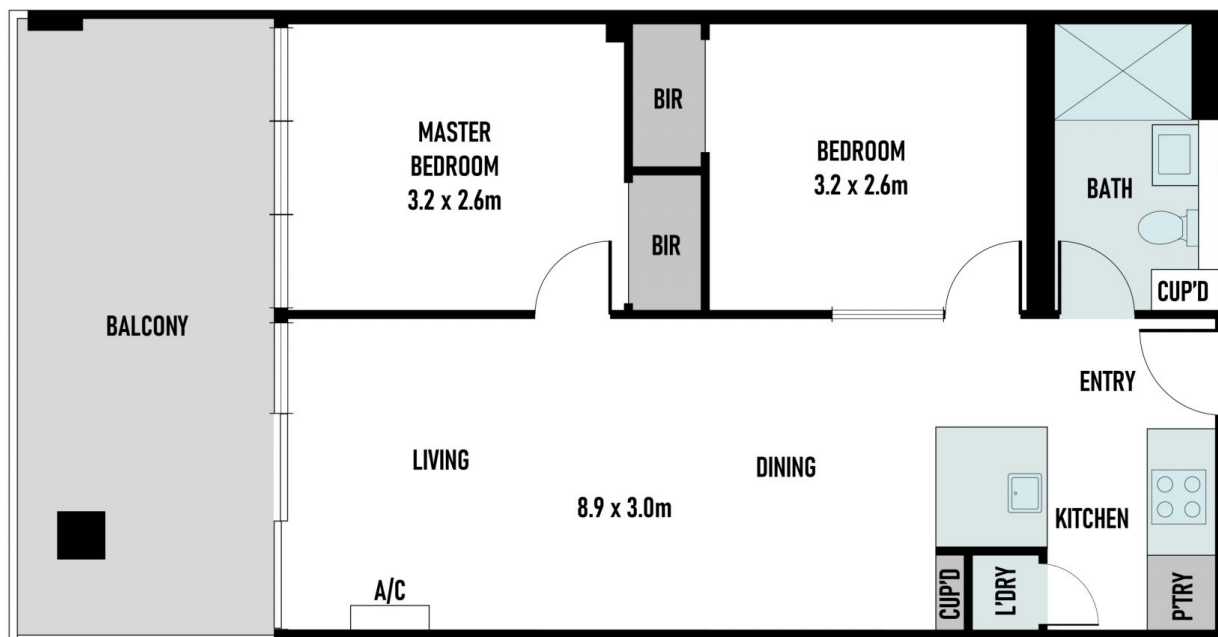 MASTER
BEDROOM
3.2 x 2.6m
BIR
BIR
BEDROOM
3.2 x 2.6m
BATH
CUP'D
BALCONY
ENTRY
LIVING
DINING
8.9 x 3.0m
KITCHEN
A/C
CUP'D
L'DRY
P'TRY